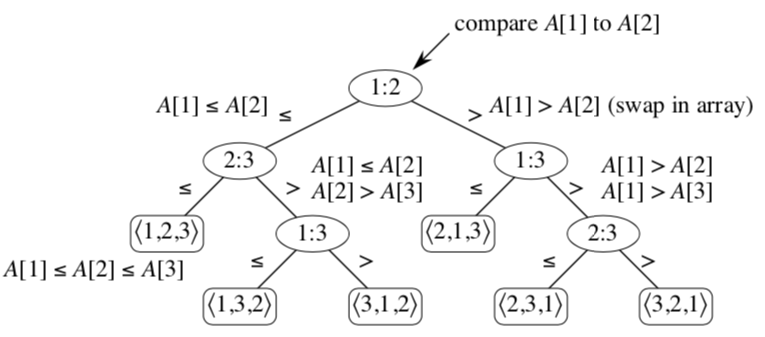 compare A[1] to A[2]
1:2
A[1] ≤ A[2] ≤
> A[1] > A[2] (swap in array)
2:3
A[1] ≤ A[2]
1:3
A[1] > A[2]
≤
> A[2] > A[3]
≤
> A[1] > A[3]
⟨1,2,3⟩
1:3
⟨2,1,3⟩
2:3
A[1] ≤ A[2] ≤ A[3]
≤
>
≤
>
⟨1,3,2⟩
⟨3,1,2⟩
⟨2,3,1⟩
⟨3,2,1⟩